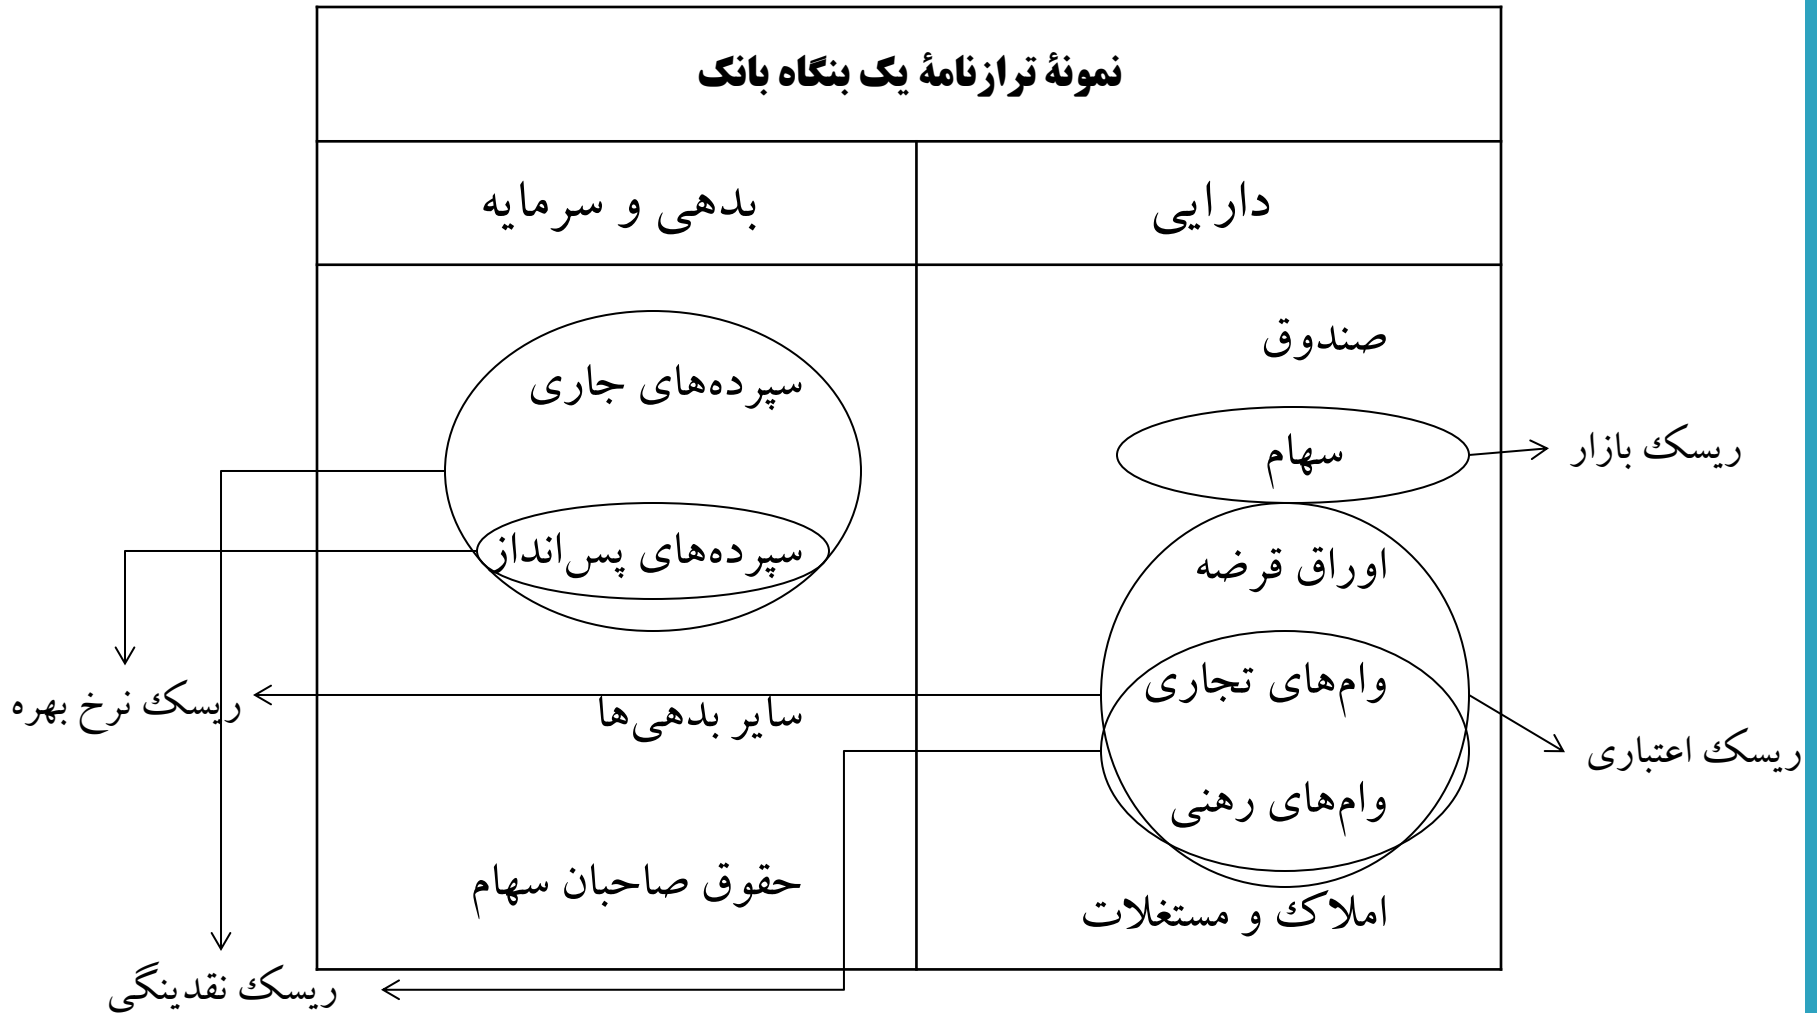 نمونهٔ ترازنامهٔ یک بنگاه بانک
دارایی
بدهی و سرمایه
صندوق
سهام
اوراق قرضه
وام‌های تجاری
وام‌های رهنی
املاک و مستغلات
سپرده‌های جاری
سپرده‌های پس‌انداز
سایر بدهی‌ها
حقوق صاحبان سهام
ریسک بازار
ریسک اعتباری
ریسک نرخ بهره
ریسک نقدینگی